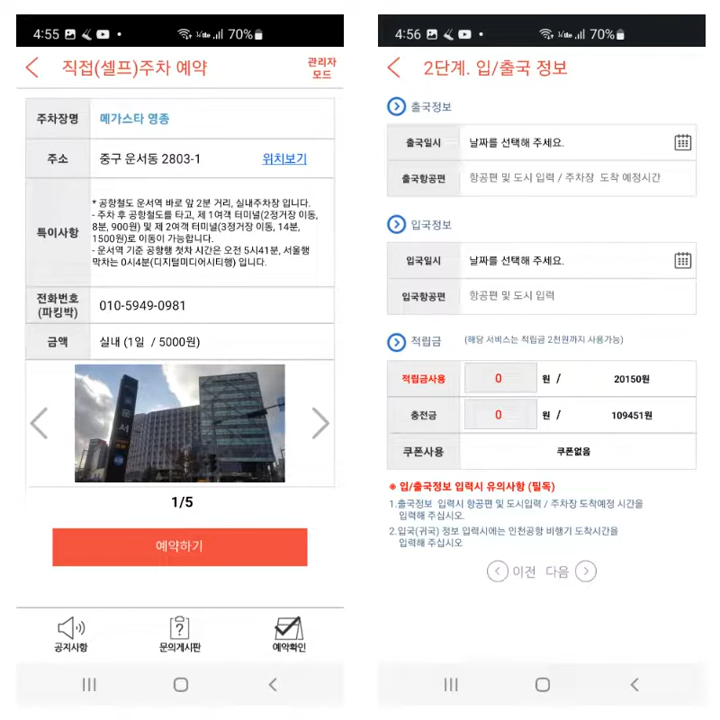 4:55
70%
직접(셀프)주차 예약
관리자
모드
주차장명
메가스타 영종
주소
중구 운서동 2803-1
위치보기
특이사항
* 공항철도 운서역 바로 앞 2분 거리, 실내주차장 입니다.
- 주차 후 공항철도를 타고, 제 1여객 터미널(2정거장 이동,
8분, 900원) 및 제 2여객 터미널(3정거장 이동, 14분,
1500원)로 이동이 가능합니다.
- 운서역 기준 공항행 첫차 시간은 오전 5시41분, 서울행
막차는 0시4분(디지털미디어시티행) 입니다.
전화번호
(파킹박)
010-5949-0981
금액
실내 (1일 / 5000원)
운서
1/5
예약하기
공지사항
문의게시판
예약확인
4:56
70%
2단계. 입/출국 정보
출국정보
출국일시
날짜를 선택해 주세요.
출국항공편
항공편 및 도시 입력 / 주차장 도착 예정시간
입국정보
입국일시
날짜를 선택해 주세요.
입국항공편
항공편 및 도시 입력
적립금
(해당 서비스는 적립금 2천원까지 사용가능)
적립금사용
0 원 / 20150원
충전금
0 원 / 109451원
쿠폰사용
쿠폰없음
※ 입/출국정보 입력시 유의사항 (필독)
1.출국정보 입력시 항공편 및 도시입력 / 주차장 도착예정 시간을
입력해 주십시오.
2.입국(귀국) 정보 입력시에는 인천공항 비행기 도착시간을
입력해 주십시오
이전 다음